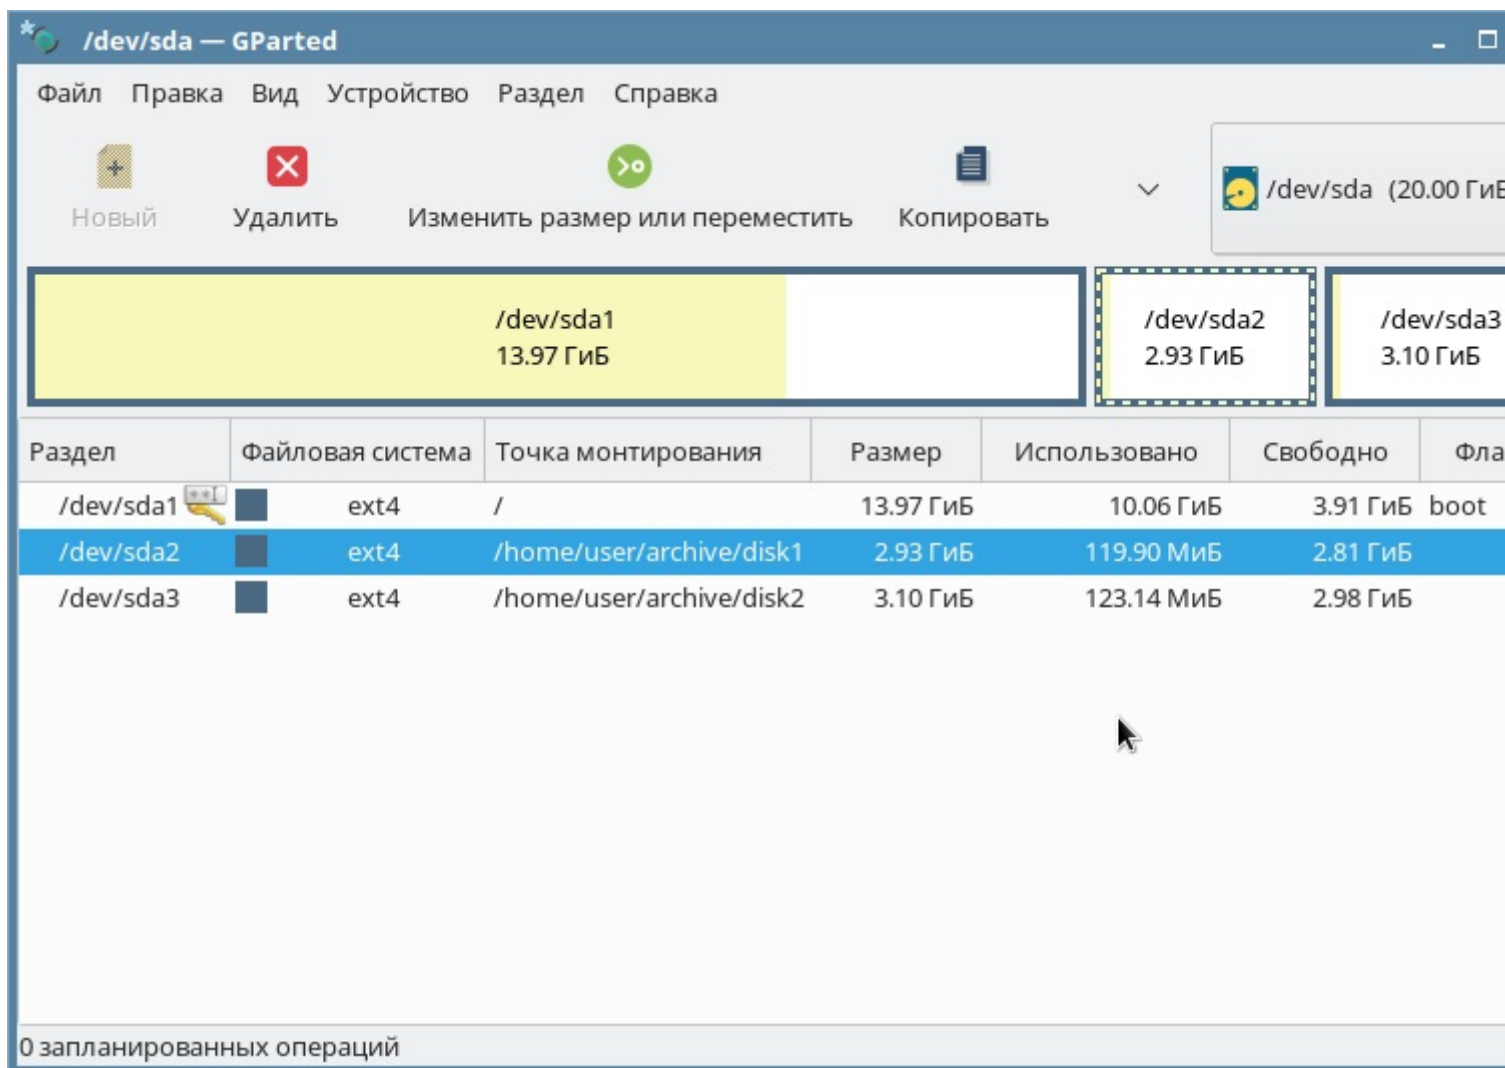 /dev/sda — GParted
Файл Правка Вид Устройство Раздел Справка
Новый Удалить Изменить размер или переместить Копировать /dev/sda (20.00 ГиБ
/dev/sda1 /dev/sda2 /dev/sda3
13.97 ГиБ 2.93 ГиБ 3.10 ГиБ
Раздел Файловая система Точка монтирования Размер Использовано Свободно Фла
/dev/sda1 ext4 / 13.97 ГиБ 10.06 ГиБ 3.91 ГиБ boot
/dev/sda2 ext4 /home/user/archive/disk1 2.93 ГиБ 119.90 МиБ 2.81 ГиБ
/dev/sda3 ext4 /home/user/archive/disk2 3.10 ГиБ 123.14 МиБ 2.98 ГиБ
0 запланированных операций